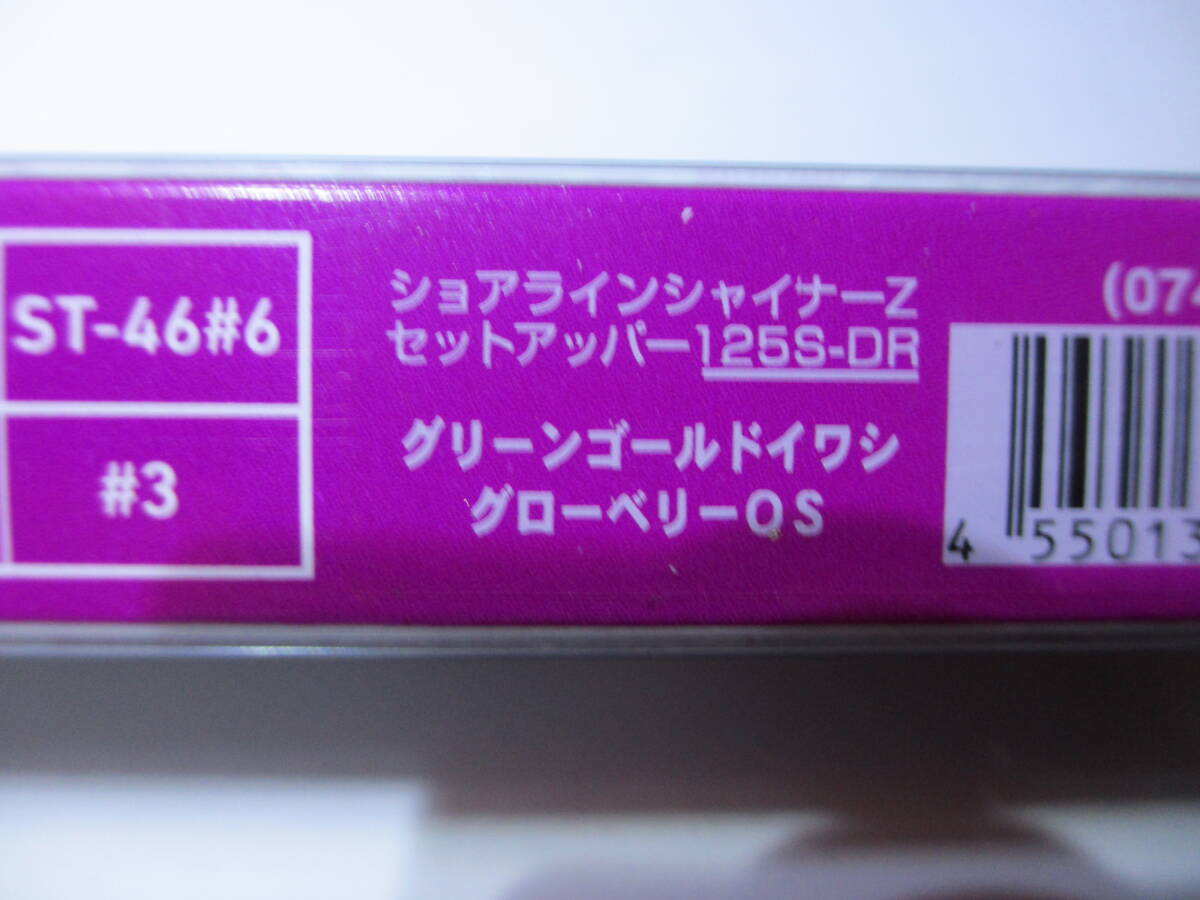 ST-46#6
#3
ショアラインシャイナーZ
セットアッパー125S-DR
グリーンゴールドイワシ
グローベリーOS
(074
4 55013